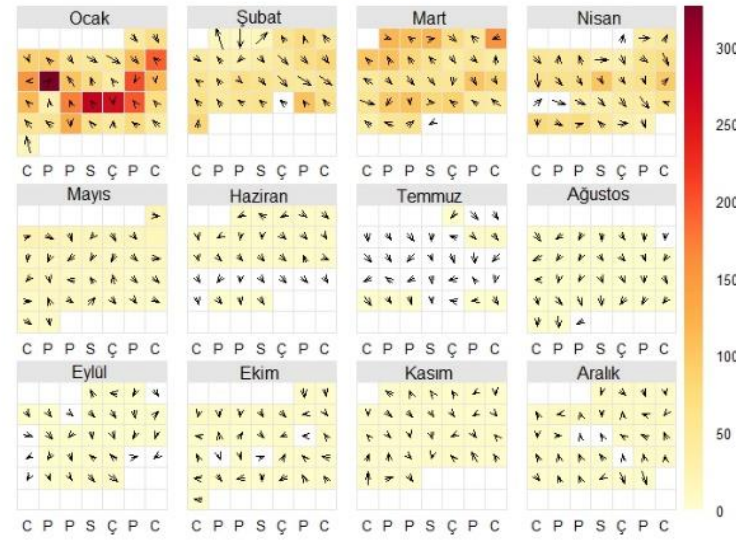 Ocak Şubat Mart Nisan
300
250
200
150
100
50
0
C P P S Ç P C C P P S Ç P C C P P S Ç P C C P P S Ç P C
Mayıs Haziran Temmuz Ağustos
C P P S Ç P C C P P S Ç P C C P P S Ç P C C P P S Ç P C
Eylül Ekim Kasım Aralık
C P P S Ç P C C P P S Ç P C C P P S Ç P C C P P S Ç P C